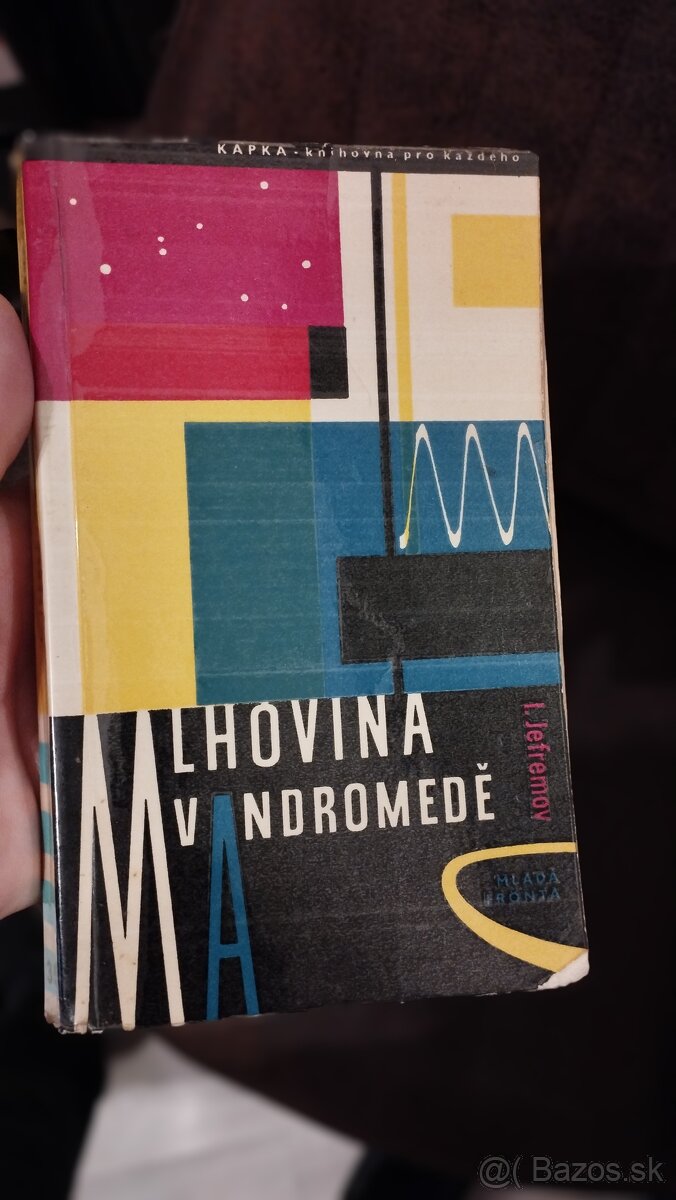 KAPKA - knihovna pro každého
MLHOVINA
V ANDROMEDĚ
I. Jefremov
MLADÁ
FRONTA
@( Bazos.sk